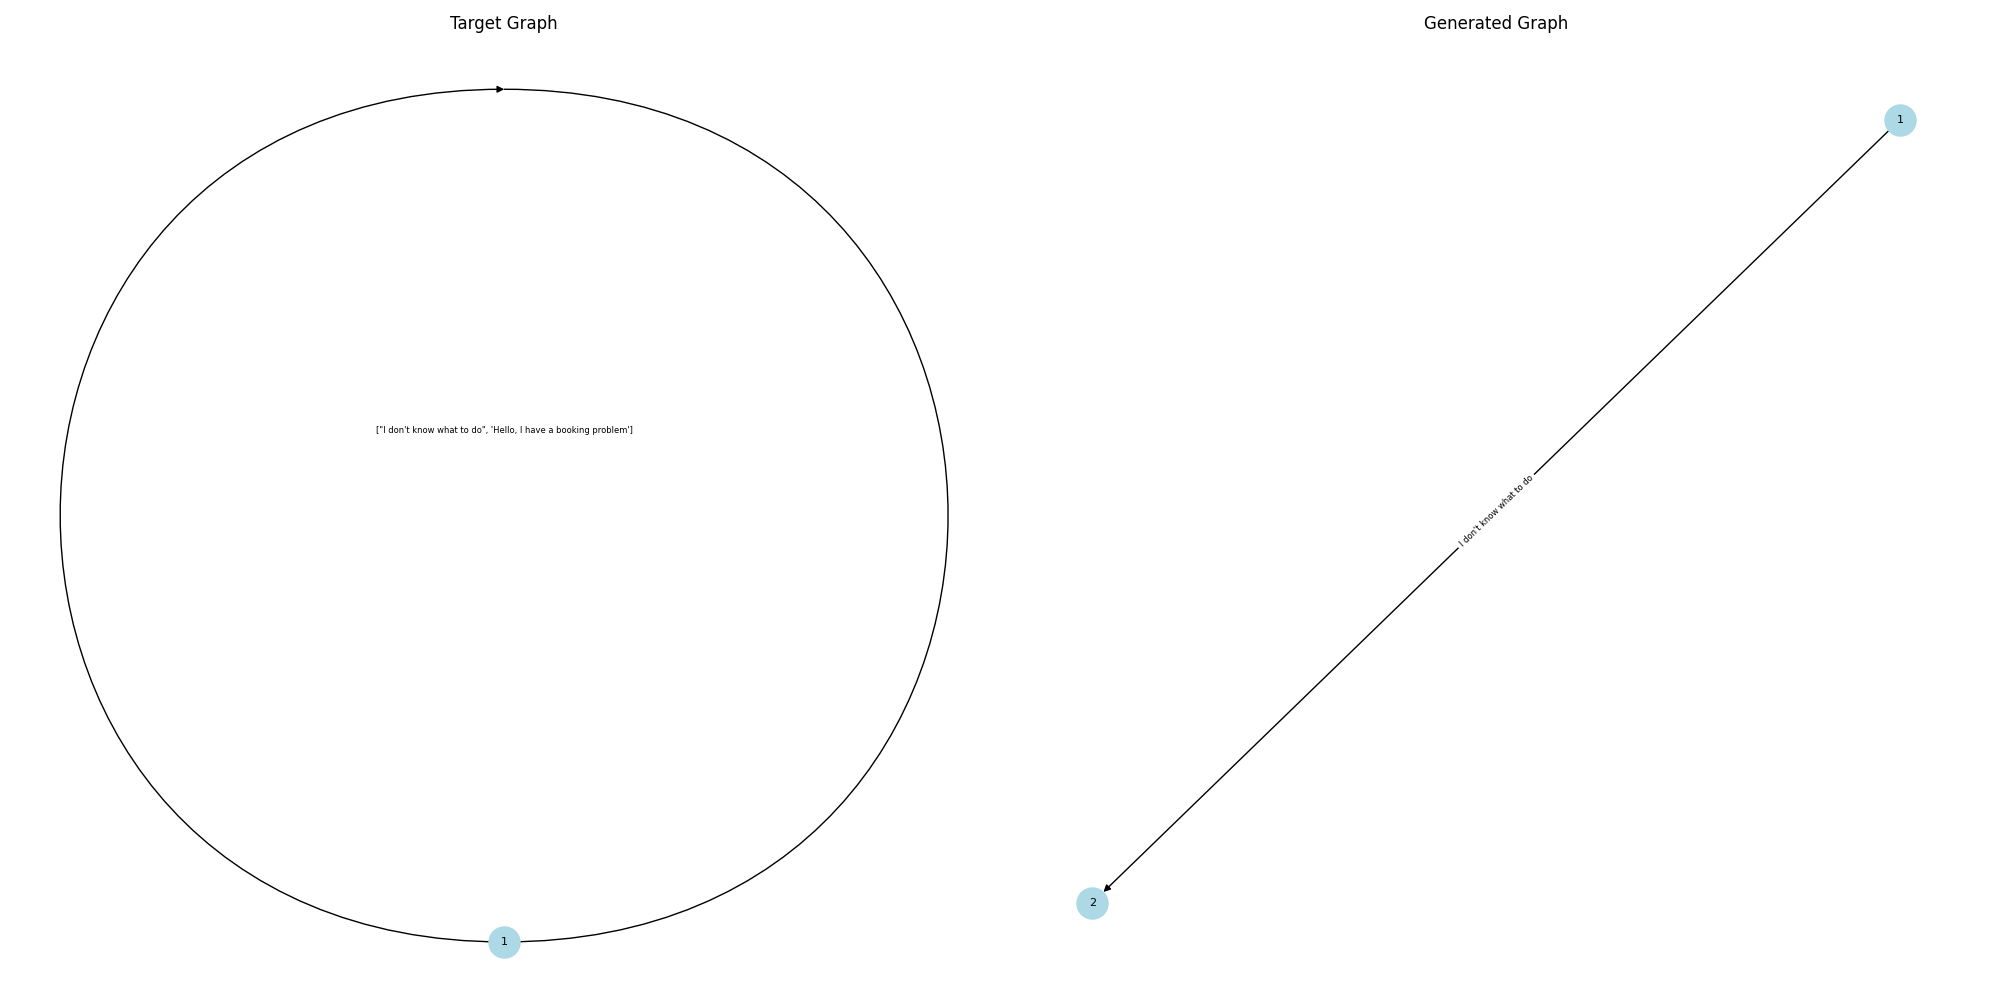 Target Graph
["I don't know what to do", 'Hello, I have a booking problem']
1
Generated Graph
1
I don't know what to do
2